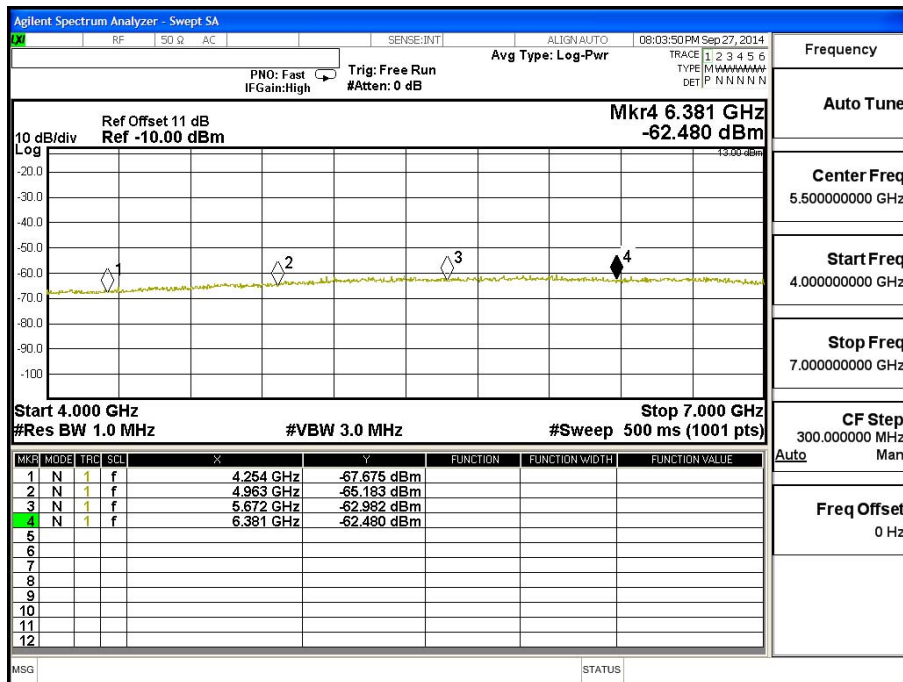 Agilent Spectrum Analyzer - Swept SA
LXI RF 50 Ω AC SENSE:INT ALIGN AUTO 08:03:50 PM Sep 27, 2014
Avg Type: Log-Pwr TRACE 1 2 3 4 5 6
PNO: Fast Trig: Free Run TYPE M W W W W W
IFGain:High #Atten: 0 dB DET P N N N N N
Mkr4 6.381 GHz
Ref Offset 11 dB
10 dB/div Ref -10.00 dBm -62.480 dBm
Log
-13.00 dBm
-20.0
-30.0
-40.0
-50.0
-60.0
-70.0
-80.0
-90.0
-100
1 2 3 4
Start 4.000 GHz Stop 7.000 GHz
#Res BW 1.0 MHz #VBW 3.0 MHz #Sweep 500 ms (1001 pts)
MKR MODE TRC SCL X Y FUNCTION FUNCTION WIDTH FUNCTION VALUE
1 N 1 f 4.254 GHz -67.675 dBm
2 N 1 f 4.963 GHz -65.183 dBm
3 N 1 f 5.672 GHz -62.982 dBm
4 N 1 f 6.381 GHz -62.480 dBm
5
6
7
8
9
10
11
12
MSG STATUS
Frequency
Auto Tune
Center Freq
5.500000000 GHz
Start Freq
4.000000000 GHz
Stop Freq
7.000000000 GHz
CF Step
300.000000 MHz
Auto Man
Freq Offset
0 Hz